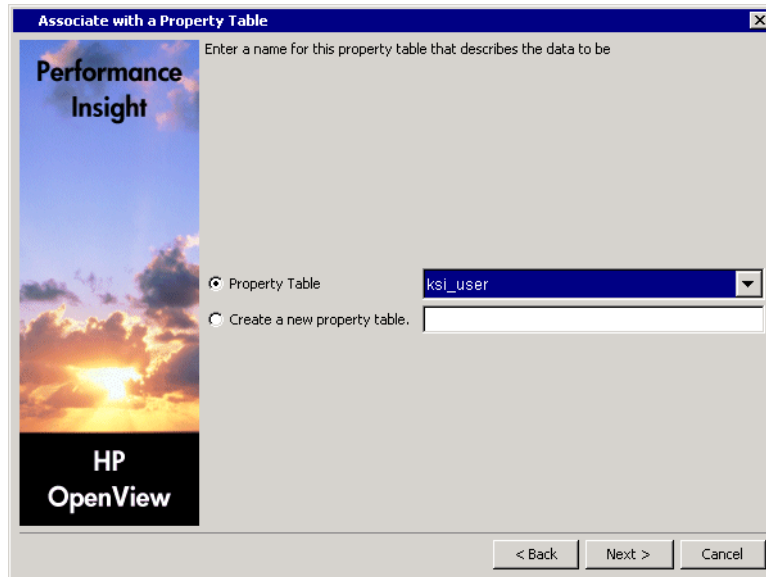 Associate with a Property Table
Performance
Insight
Enter a name for this property table that describes the data to be
Property Table
ksi_user
Create a new property table.
HP
OpenView
< Back
Next >
Cancel